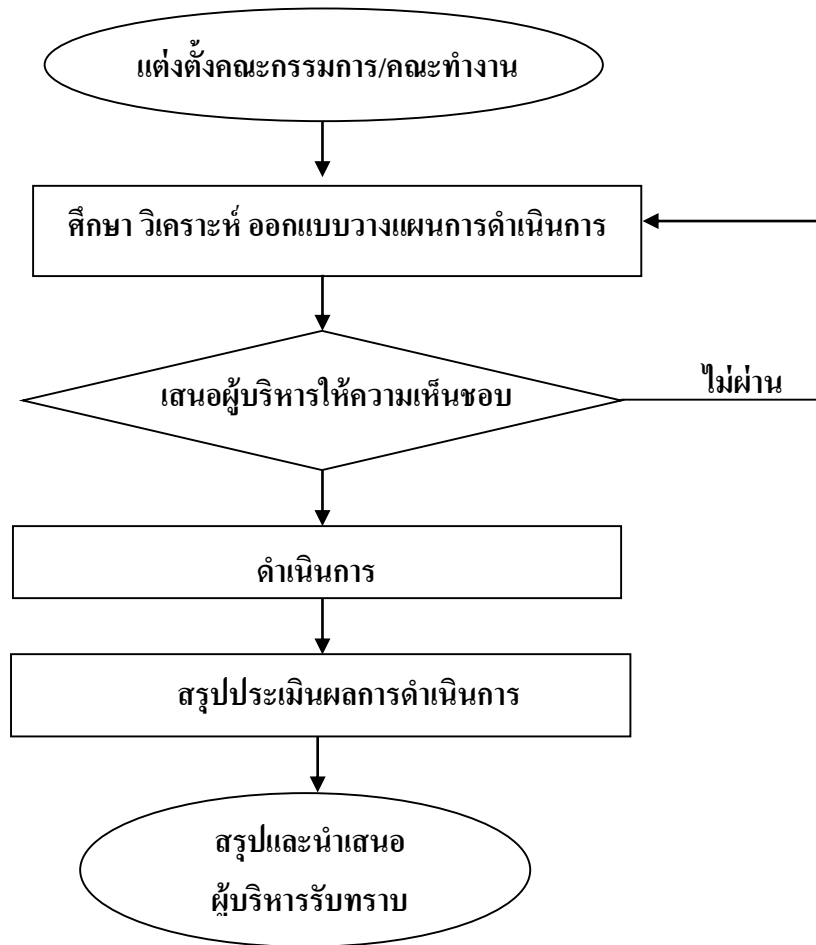 แต่งตั้งคณะกรรมการ/คณะทำงาน
ศึกษา วิเคราะห์ ออกแบบวางแผนการดำเนินการ
เสนอผู้บริหารให้ความเห็นชอบ
ไม่ผ่าน
ดำเนินการ
สรุปประเมินผลการดำเนินการ
สรุปและนำเสนอ
ผู้บริหารรับทราบ